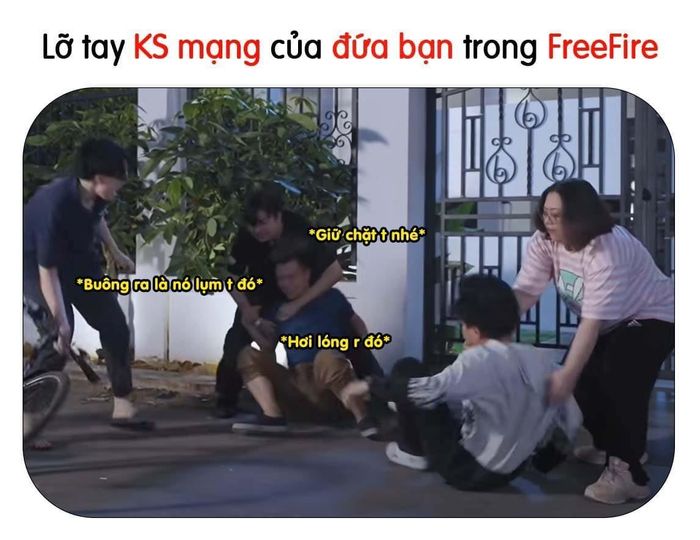 Lỡ tay KS mạng của đứa bạn trong FreeFire
*Giữ chặt t nhé*
*Buông ra là nó lụm t đó*
*Hơi lóng r đó*